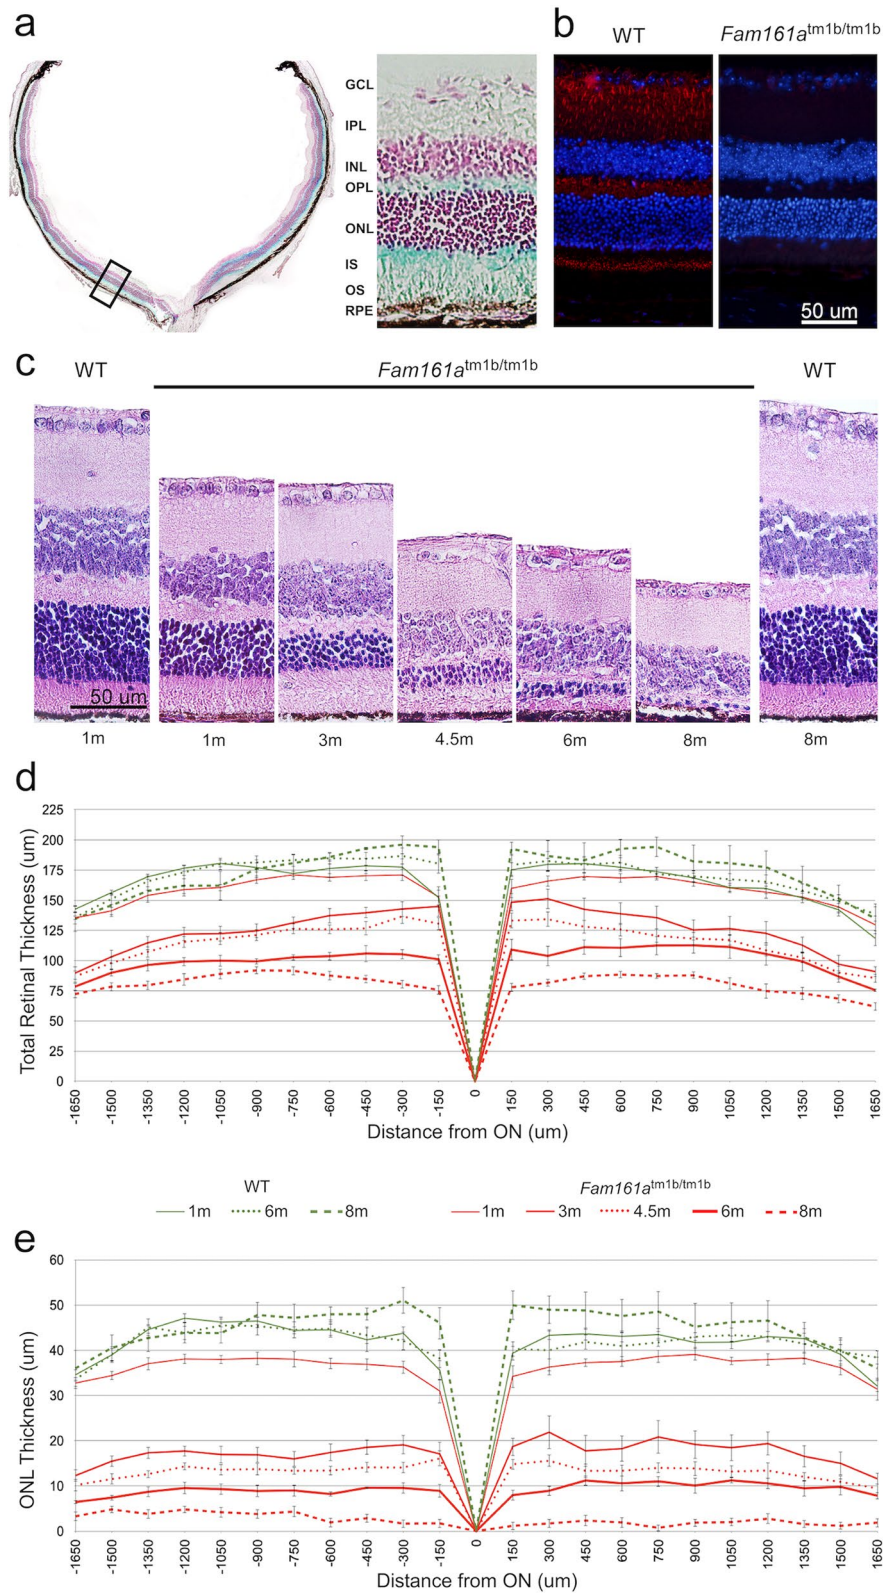 a
GCL
IPL
INL
OPL
ONL
IS
OS
RPE
b
WT Fam161a^tm1b/tm1b
50 um
c
WT Fam161a^tm1b/tm1b WT
50 um
1m 1m 3m 4.5m 6m 8m 8m
d
Total Retinal Thickness (um)
225
200
175
150
125
100
75
50
25
0
-1650 -1500 -1350 -1200 -1050 -900 -750 -600 -450 -300 -150 0 150 300 450 600 750 900 1050 1200 1350 1500 1650
Distance from ON (um)
WT Fam161a^tm1b/tm1b
1m 6m 8m 1m 3m 4.5m 6m 8m
e
ONL Thickness (um)
60
50
40
30
20
10
0
-1650 -1500 -1350 -1200 -1050 -900 -750 -600 -450 -300 -150 0 150 300 450 600 750 900 1050 1200 1350 1500 1650
Distance from ON (um)